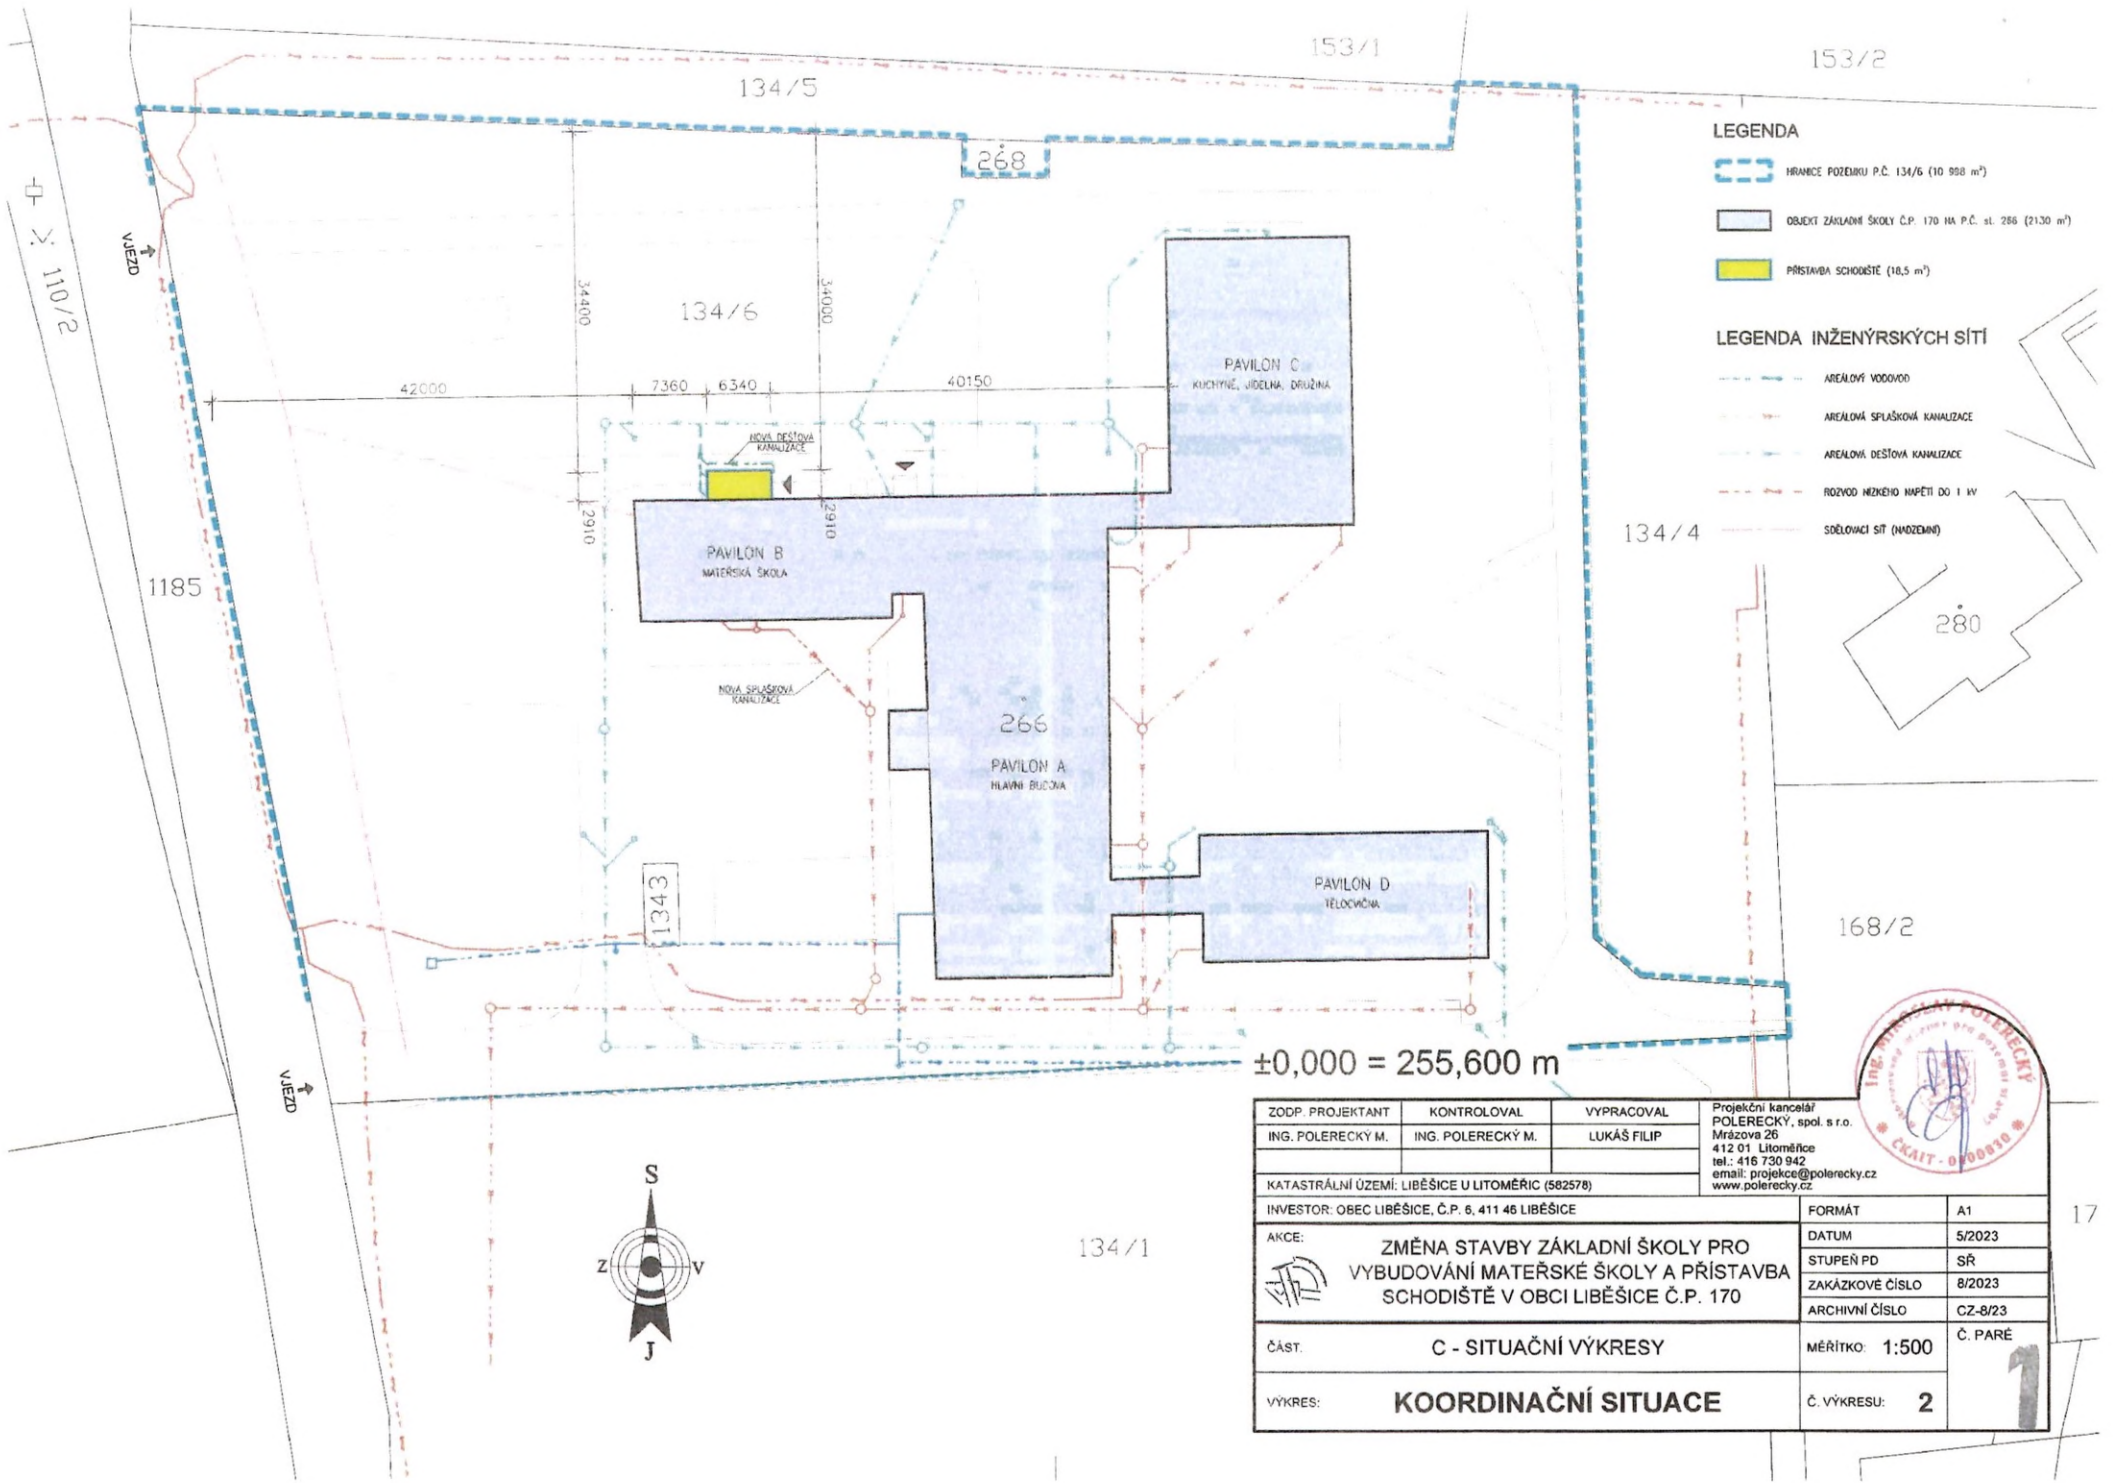 153/1
153/2
134/5
268
110/2
VJEZD
34400
134/6
34000
42000
7360
6340
40150
NOVÁ DEŠŤOVÁ
KANALIZACE
2910
2910
PAVILON C
KUCHYNĚ, JÍDELNA, DRUŽINA
PAVILON B
MATEŘSKÁ ŠKOLA
1185
NOVÁ SPLAŠKOVÁ
KANALIZACE
266
PAVILON A
HLAVNÍ BUDOVA
PAVILON D
TĚLOCVIČNA
1343
VJEZD
134/4
280
168/2
134/1
17
LEGENDA
HRANICE POZEMKU P.Č. 134/6 (10 998 m²)
OBJEKT ZÁKLADNÍ ŠKOLY Č.P. 170 NA P.Č. st. 266 (2130 m²)
PŘÍSTAVBA SCHODIŠTĚ (18,5 m²)
LEGENDA INŽENÝRSKÝCH SÍTÍ
AREÁLOVÝ VODOVOD
AREÁLOVÁ SPLAŠKOVÁ KANALIZACE
AREÁLOVÁ DEŠŤOVÁ KANALIZACE
ROZVOD NÍZKÉHO NAPĚTÍ DO 1 kV
SDĚLOVACÍ SÍŤ (NADZEMNÍ)
S
Z
V
J
±0,000 = 255,600 m
ZODP. PROJEKTANT KONTROLOVAL VYPRACOVAL
ING. POLERECKÝ M. ING. POLERECKÝ M. LUKÁŠ FILIP
Projekční kancelář
POLERECKÝ, spol. s r.o.
Mrázova 26
412 01 Litoměřice
tel.: 416 730 942
email: projekce@polerecky.cz
www.polerecky.cz
Ing. MIROSLAV POLERECKÝ
ČKAIT -
KATASTRÁLNÍ ÚZEMÍ: LIBĚŠICE U LITOMĚŘIC (582578)
INVESTOR: OBEC LIBĚŠICE, Č.P. 6, 411 46 LIBĚŠICE
FORMÁT A1
DATUM 5/2023
STUPEŇ PD SŘ
ZAKÁZKOVÉ ČÍSLO 8/2023
ARCHIVNÍ ČÍSLO CZ-8/23
AKCE:
ZMĚNA STAVBY ZÁKLADNÍ ŠKOLY PRO
VYBUDOVÁNÍ MATEŘSKÉ ŠKOLY A PŘÍSTAVBA
SCHODIŠTĚ V OBCI LIBĚŠICE Č.P. 170
ČÁST. C - SITUAČNÍ VÝKRESY
MĚŘÍTKO: 1:500
Č. PARÉ
1
VÝKRES: KOORDINAČNÍ SITUACE
Č. VÝKRESU: 2